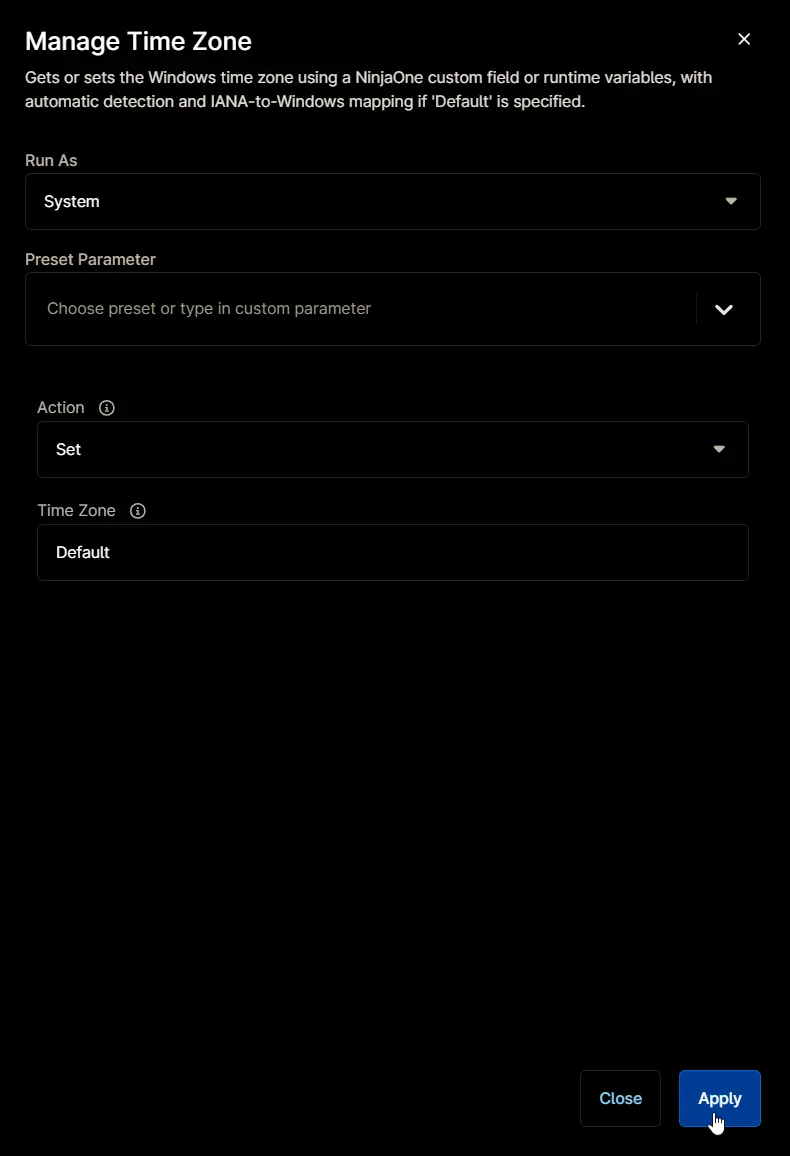 Manage Time Zone
Gets or sets the Windows time zone using a NinjaOne custom field or runtime variables, with
automatic detection and IANA-to-Windows mapping if 'Default' is specified.
Run As
System
Preset Parameter
Choose preset or type in custom parameter
Action
Set
Time Zone
Default
Close
Apply